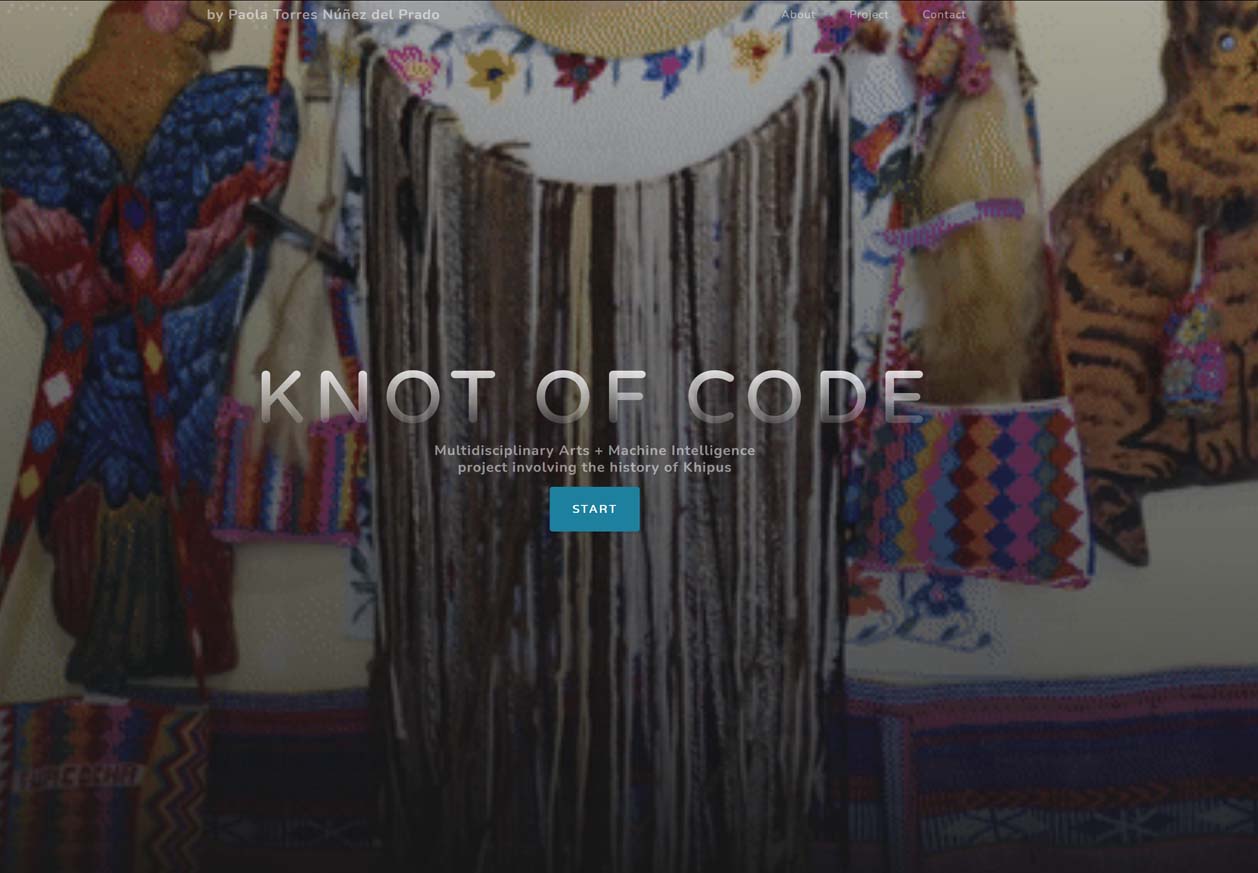 by Paola Torres Núñez del Prado
About Project Contact
KNOT OF CODE
Multidisciplinary Arts + Machine Intelligence
project involving the history of Khipus
START